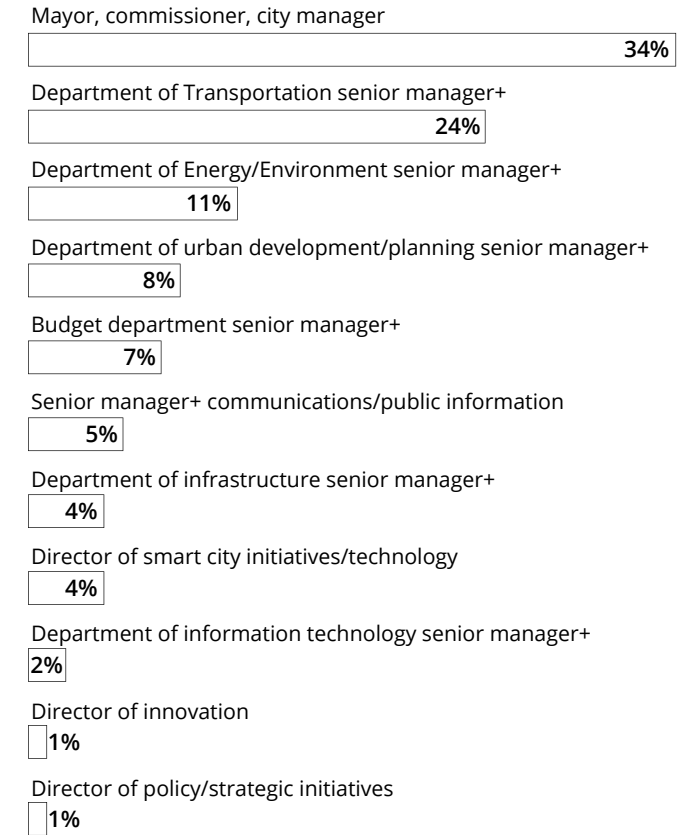 Mayor, commissioner, city manager
34%
Department of Transportation senior manager+
24%
Department of Energy/Environment senior manager+
11%
Department of urban development/planning senior manager+
8%
Budget department senior manager+
7%
Senior manager+ communications/public information
5%
Department of infrastructure senior manager+
4%
Director of smart city initiatives/technology
4%
Department of information technology senior manager+
2%
Director of innovation
1%
Director of policy/strategic initiatives
1%